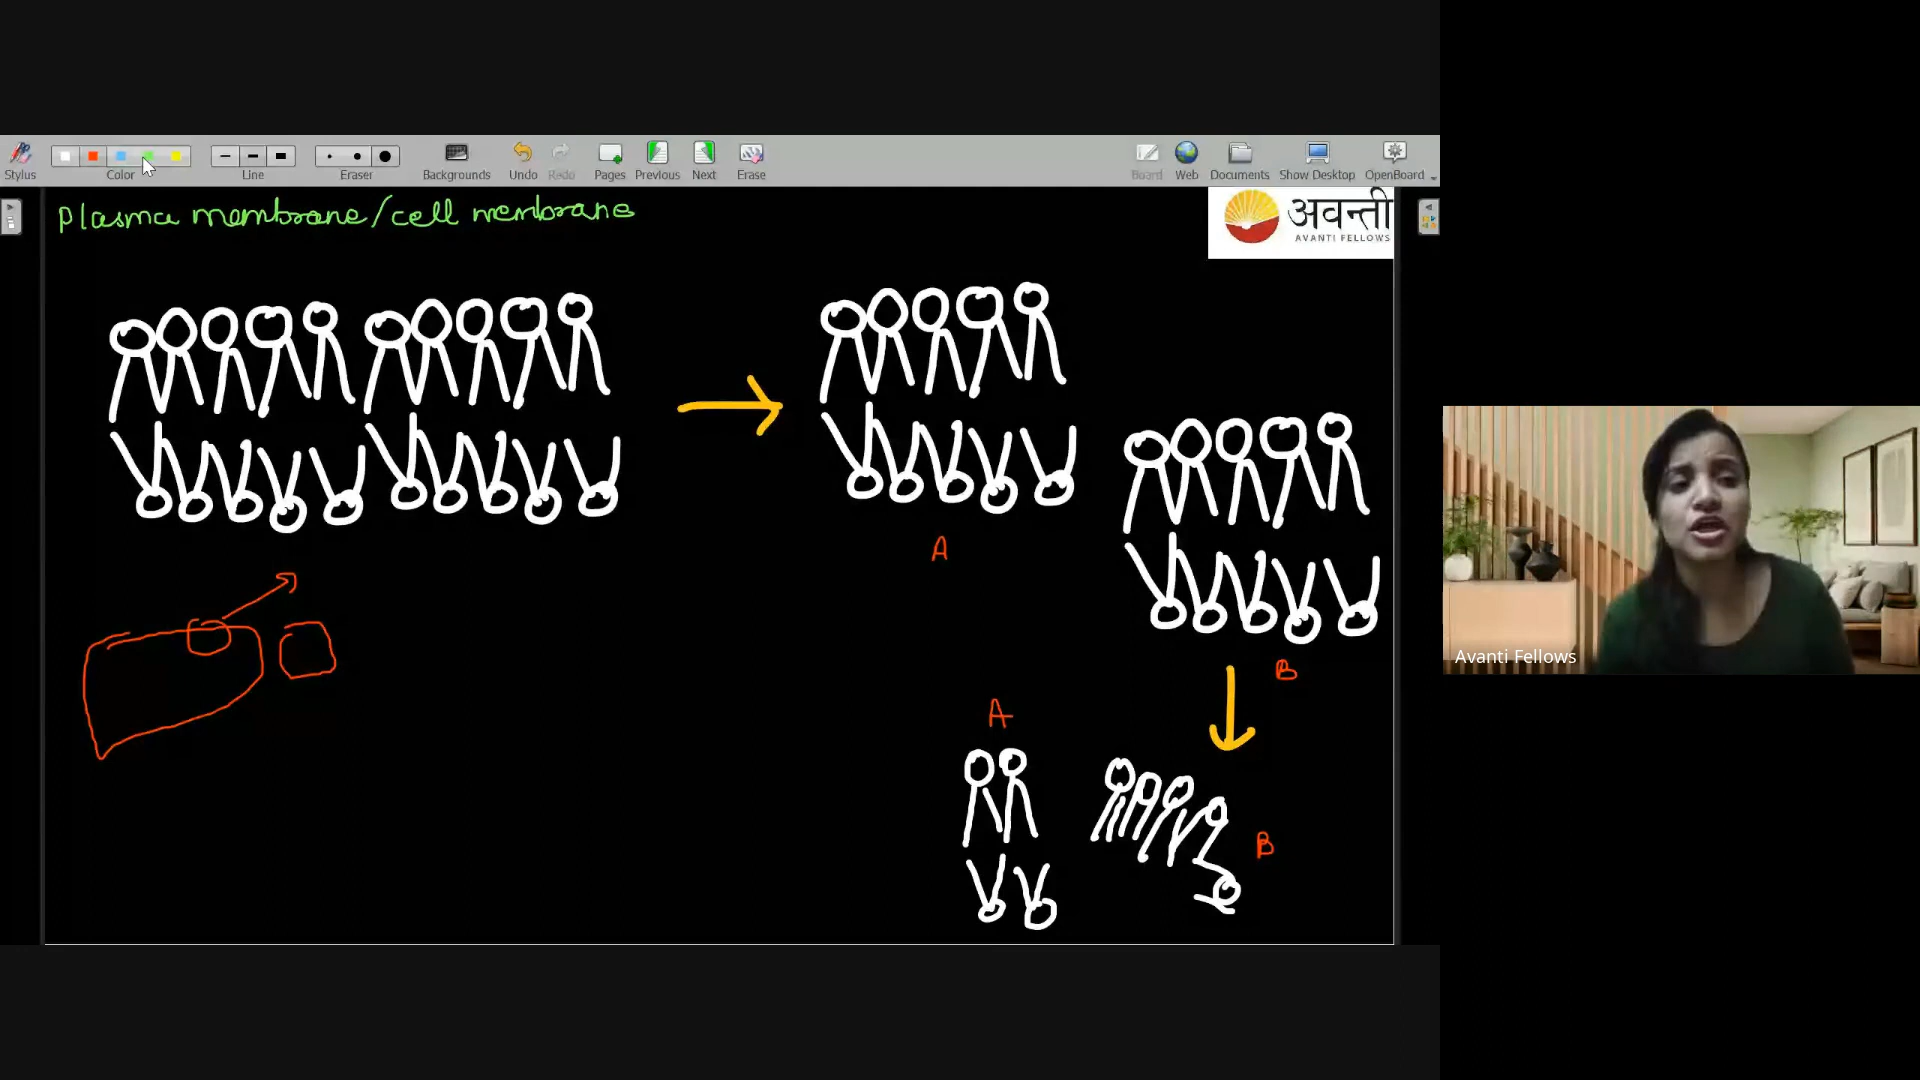 Stylus
Color
Line
Eraser
Backgrounds
Undo
Redo
Pages
Previous
Next
Erase
Board
Web
Documents
Show Desktop
OpenBoard
Plasma membrane/cell membrane
अवन्ती
AVANTI FELLOWS
A
B
A
B
Avanti Fellows